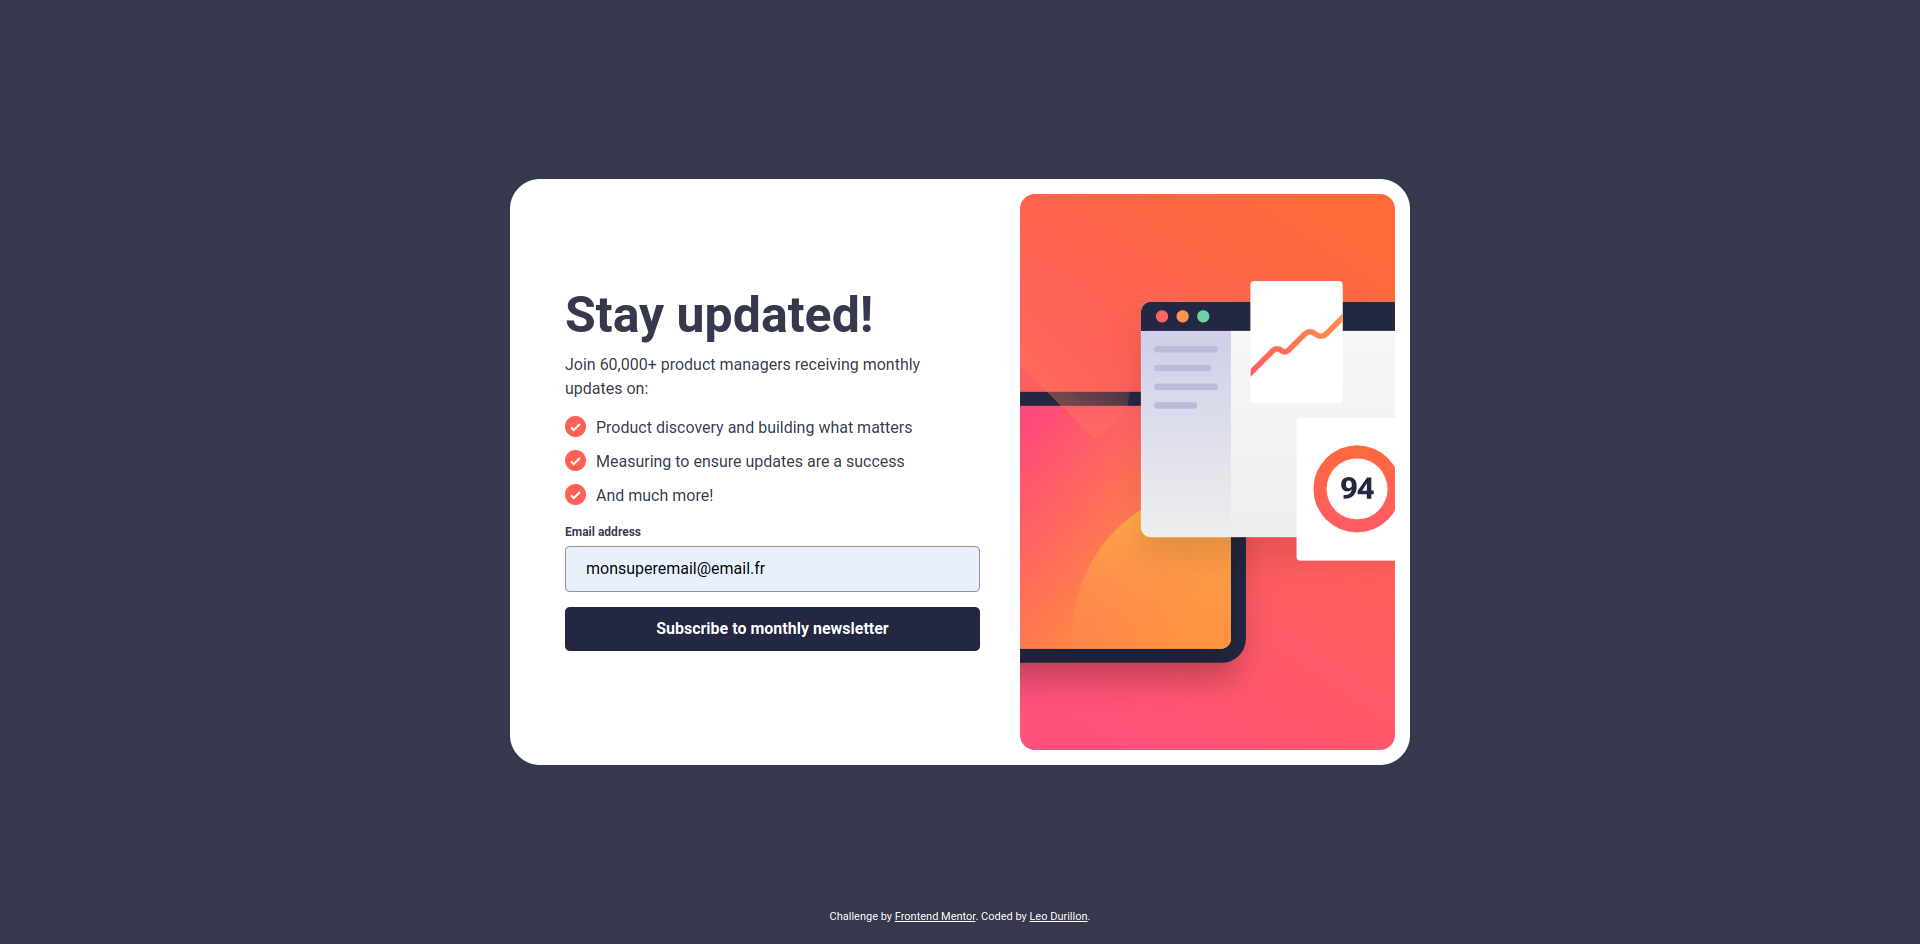 Stay updated!
Join 60,000+ product managers receiving monthly
updates on:
Product discovery and building what matters
Measuring to ensure updates are a success
And much more!
Email address
monsuperemail@email.fr
Subscribe to monthly newsletter
94
Challenge by Frontend Mentor. Coded by Leo Durillon.